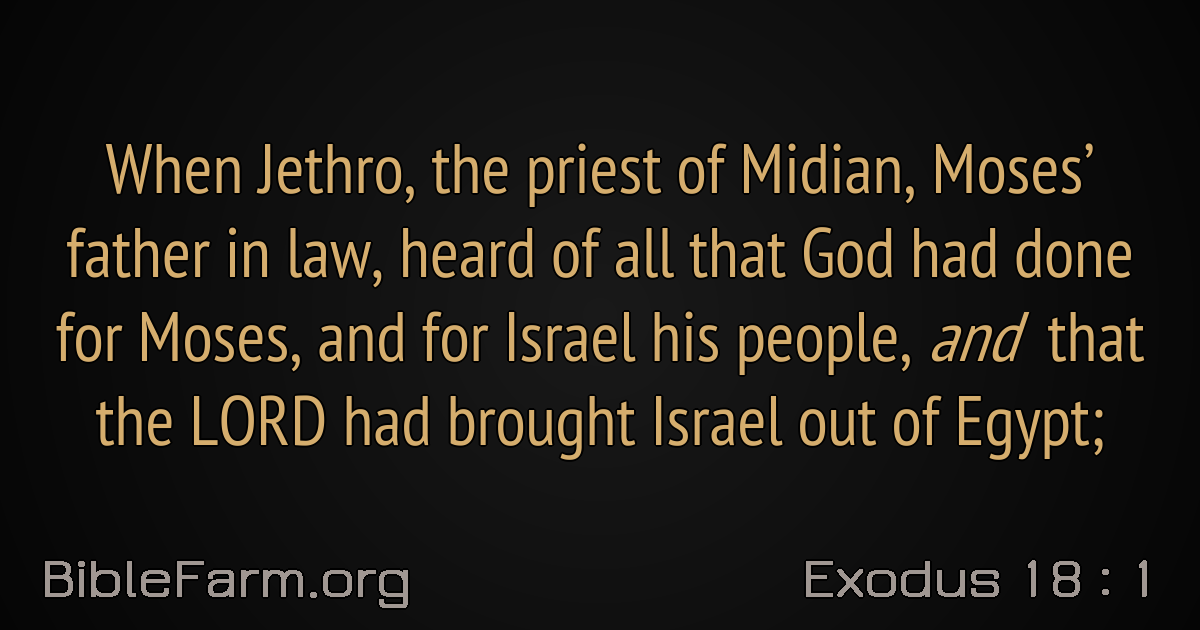 When Jethro, the priest of Midian, Moses’
father in law, heard of all that God had done
for Moses, and for Israel his people, and that
the LORD had brought Israel out of Egypt;
BibleFarm.org
Exodus 18 : 1